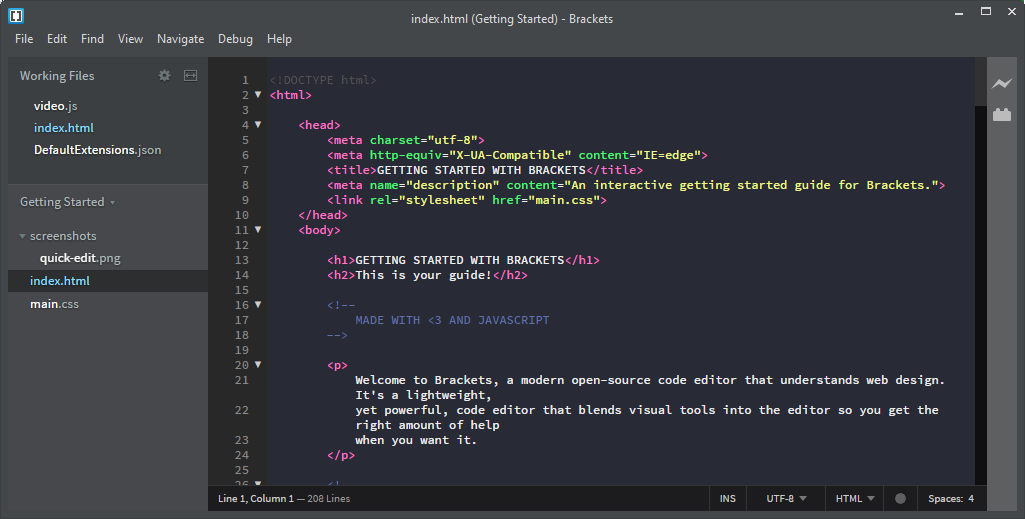 index.html (Getting Started) - Brackets
File Edit Find View Navigate Debug Help
Working Files
video.js
index.html
DefaultExtensions.json
Getting Started
screenshots
quick-edit.png
index.html
main.css
1 <!DOCTYPE html>
2 <html>
3
4 <head>
5 <meta charset="utf-8">
6 <meta http-equiv="X-UA-Compatible" content="IE=edge">
7 <title>GETTING STARTED WITH BRACKETS</title>
8 <meta name="description" content="An interactive getting started guide for Brackets.">
9 <link rel="stylesheet" href="main.css">
10 </head>
11 <body>
12
13 <h1>GETTING STARTED WITH BRACKETS</h1>
14 <h2>This is your guide!</h2>
15
16 <!--
17 MADE WITH <3 AND JAVASCRIPT
18 -->
19
20 <p>
21 Welcome to Brackets, a modern open-source code editor that understands web design.
It's a lightweight,
22 yet powerful, code editor that blends visual tools into the editor so you get the
right amount of help
23 when you want it.
24 </p>
25
Line 1, Column 1 — 208 Lines INS UTF-8 HTML Spaces: 4